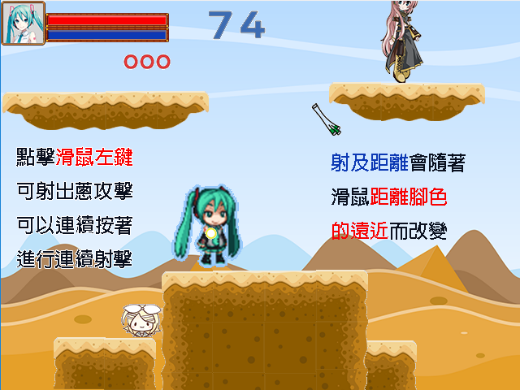 74
000
點擊滑鼠左鍵
可射出蔥攻擊
可以連續按著
進行連續射擊
射及距離會隨著
滑鼠距離腳色
的遠近而改變